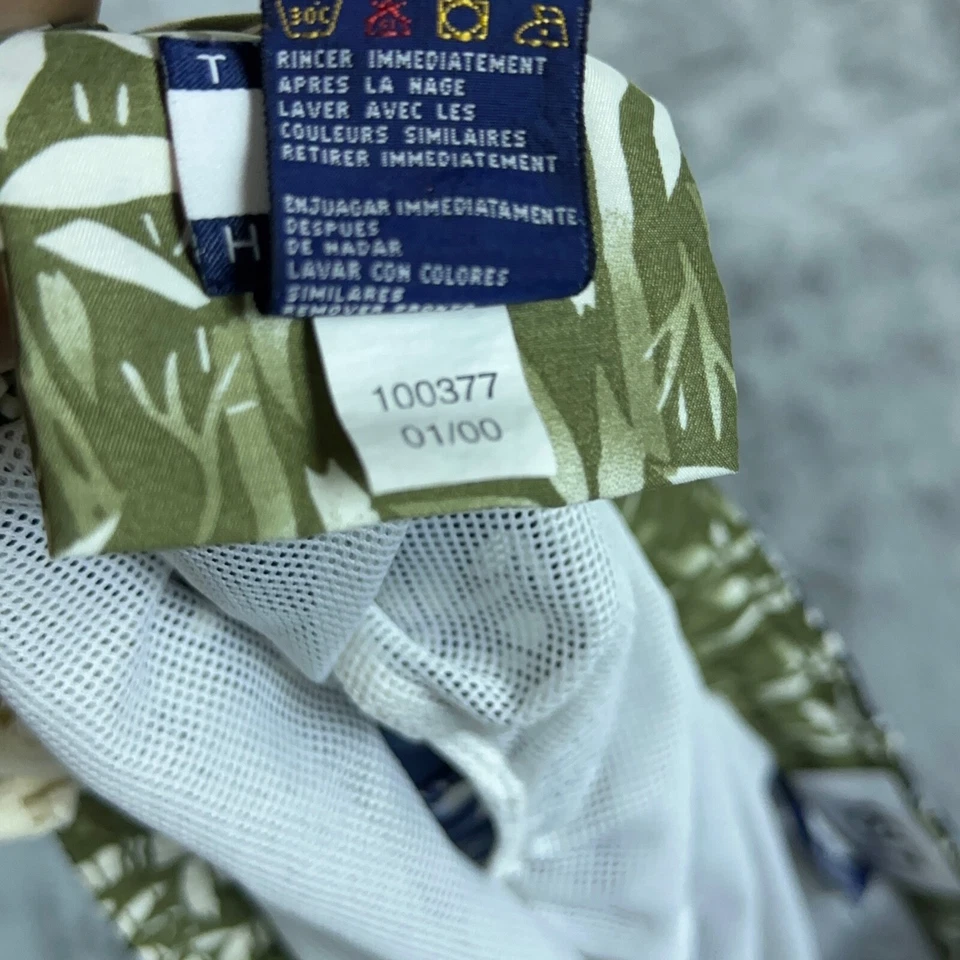 T
H
30C
RINCER IMMEDIATEMENT
APRES LA NAGE
LAVER AVEC LES
COULEURS SIMILAIRES
RETIRER IMMEDIATEMENT
ENJUAGAR IMMEDIATAMENTE
DESPUES
DE NADAR
LAVAR CON COLORES
SIMILARES
REMOVER
100377
01/00